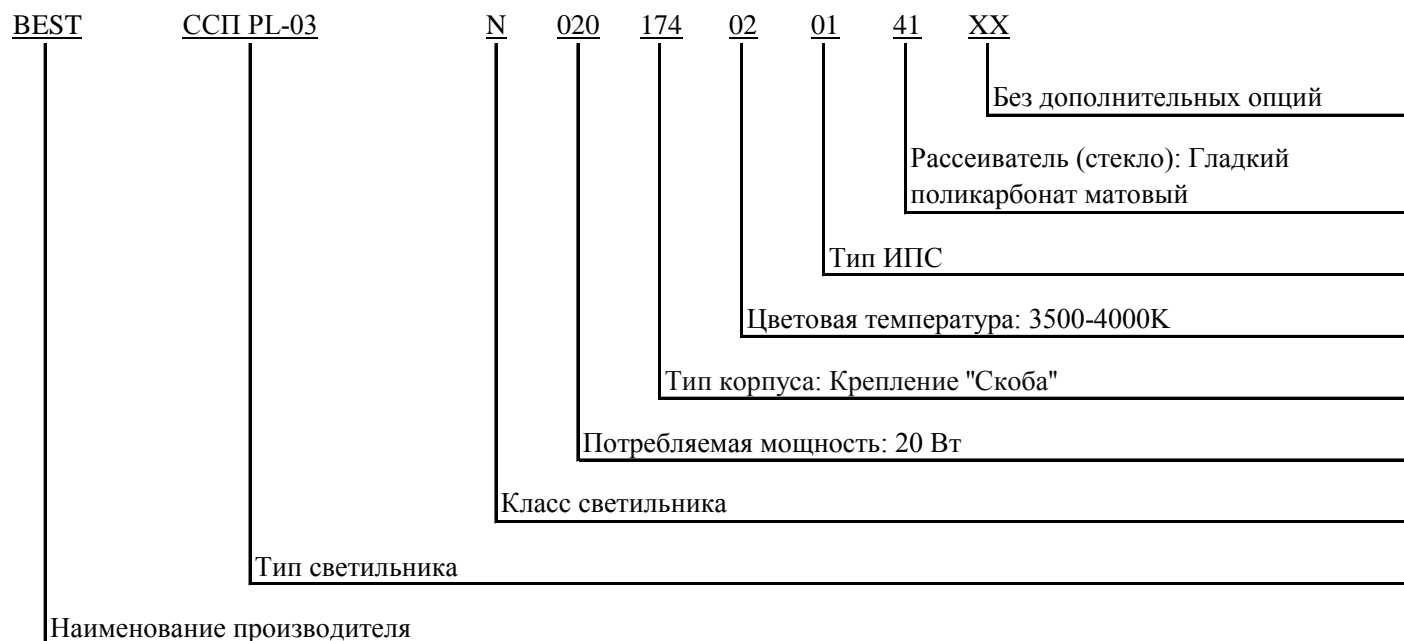 BEST ССП PL-03 N 020 174 02 01 41 XX
Без дополнительных опций
Рассеиватель (стекло): Гладкий
поликарбонат матовый
Тип ИПС
Цветовая температура: 3500-4000K
Тип корпуса: Крепление "Скоба"
Потребляемая мощность: 20 Вт
Класс светильника
Тип светильника
Наименование производителя